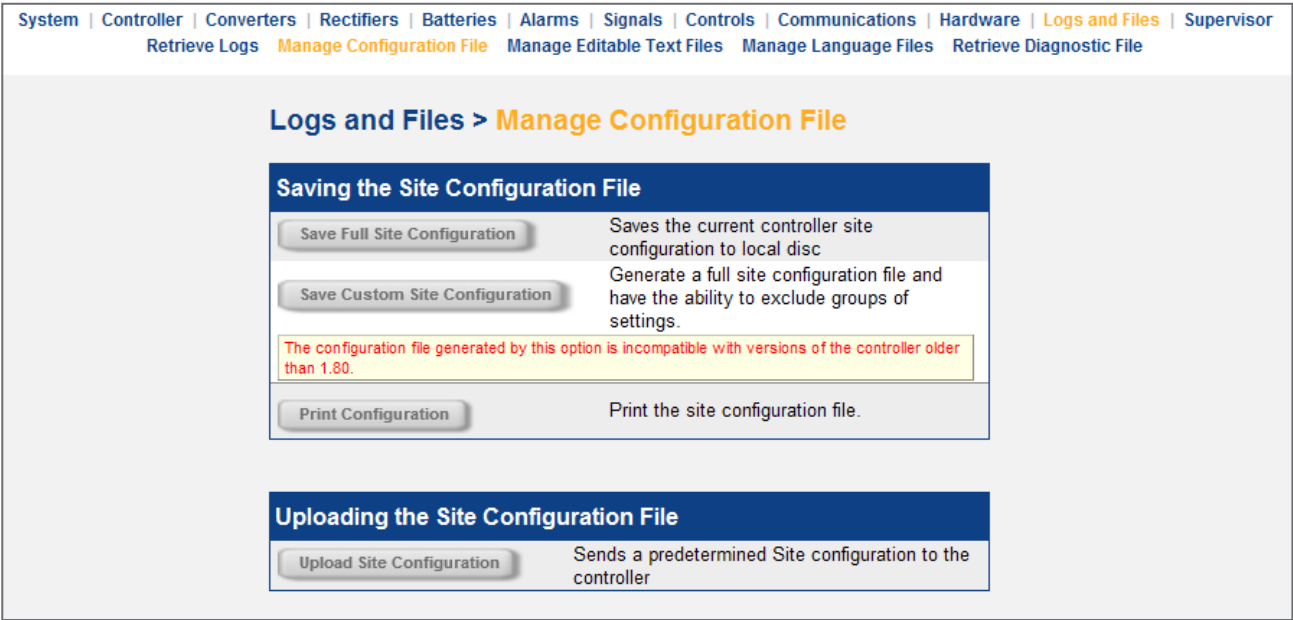 System | Controller | Converters | Rectifiers | Batteries | Alarms | Signals | Controls | Communications | Hardware | Logs and Files | Supervisor
Retrieve Logs Manage Configuration File Manage Editable Text Files Manage Language Files Retrieve Diagnostic File
Logs and Files > Manage Configuration File
Saving the Site Configuration File
Save Full Site Configuration
Saves the current controller site
configuration to local disc
Save Custom Site Configuration
Generate a full site configuration file and
have the ability to exclude groups of
settings.
The configuration file generated by this option is incompatible with versions of the controller older
than 1.80.
Print Configuration
Print the site configuration file.
Uploading the Site Configuration File
Upload Site Configuration
Sends a predetermined Site configuration to the
controller